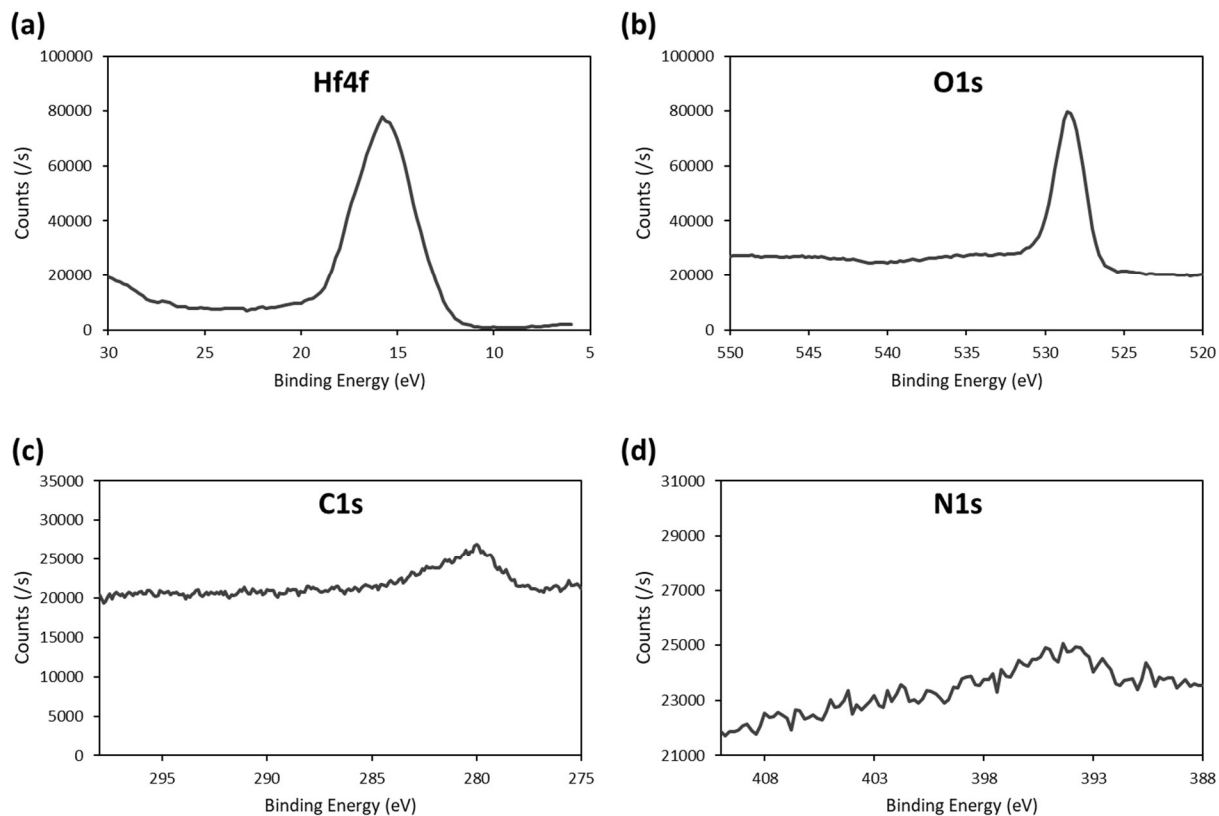 (a)
Hf4f
100000
80000
60000
40000
20000
0
Counts (/s)
30 25 20 15 10 5
Binding Energy (eV)
(b)
O1s
100000
80000
60000
40000
20000
0
Counts (/s)
550 545 540 535 530 525 520
Binding Energy (eV)
(c)
C1s
35000
30000
25000
20000
15000
10000
5000
0
Counts (/s)
295 290 285 280 275
Binding Energy (eV)
(d)
N1s
31000
29000
27000
25000
23000
21000
Counts (/s)
408 403 398 393 388
Binding Energy (eV)